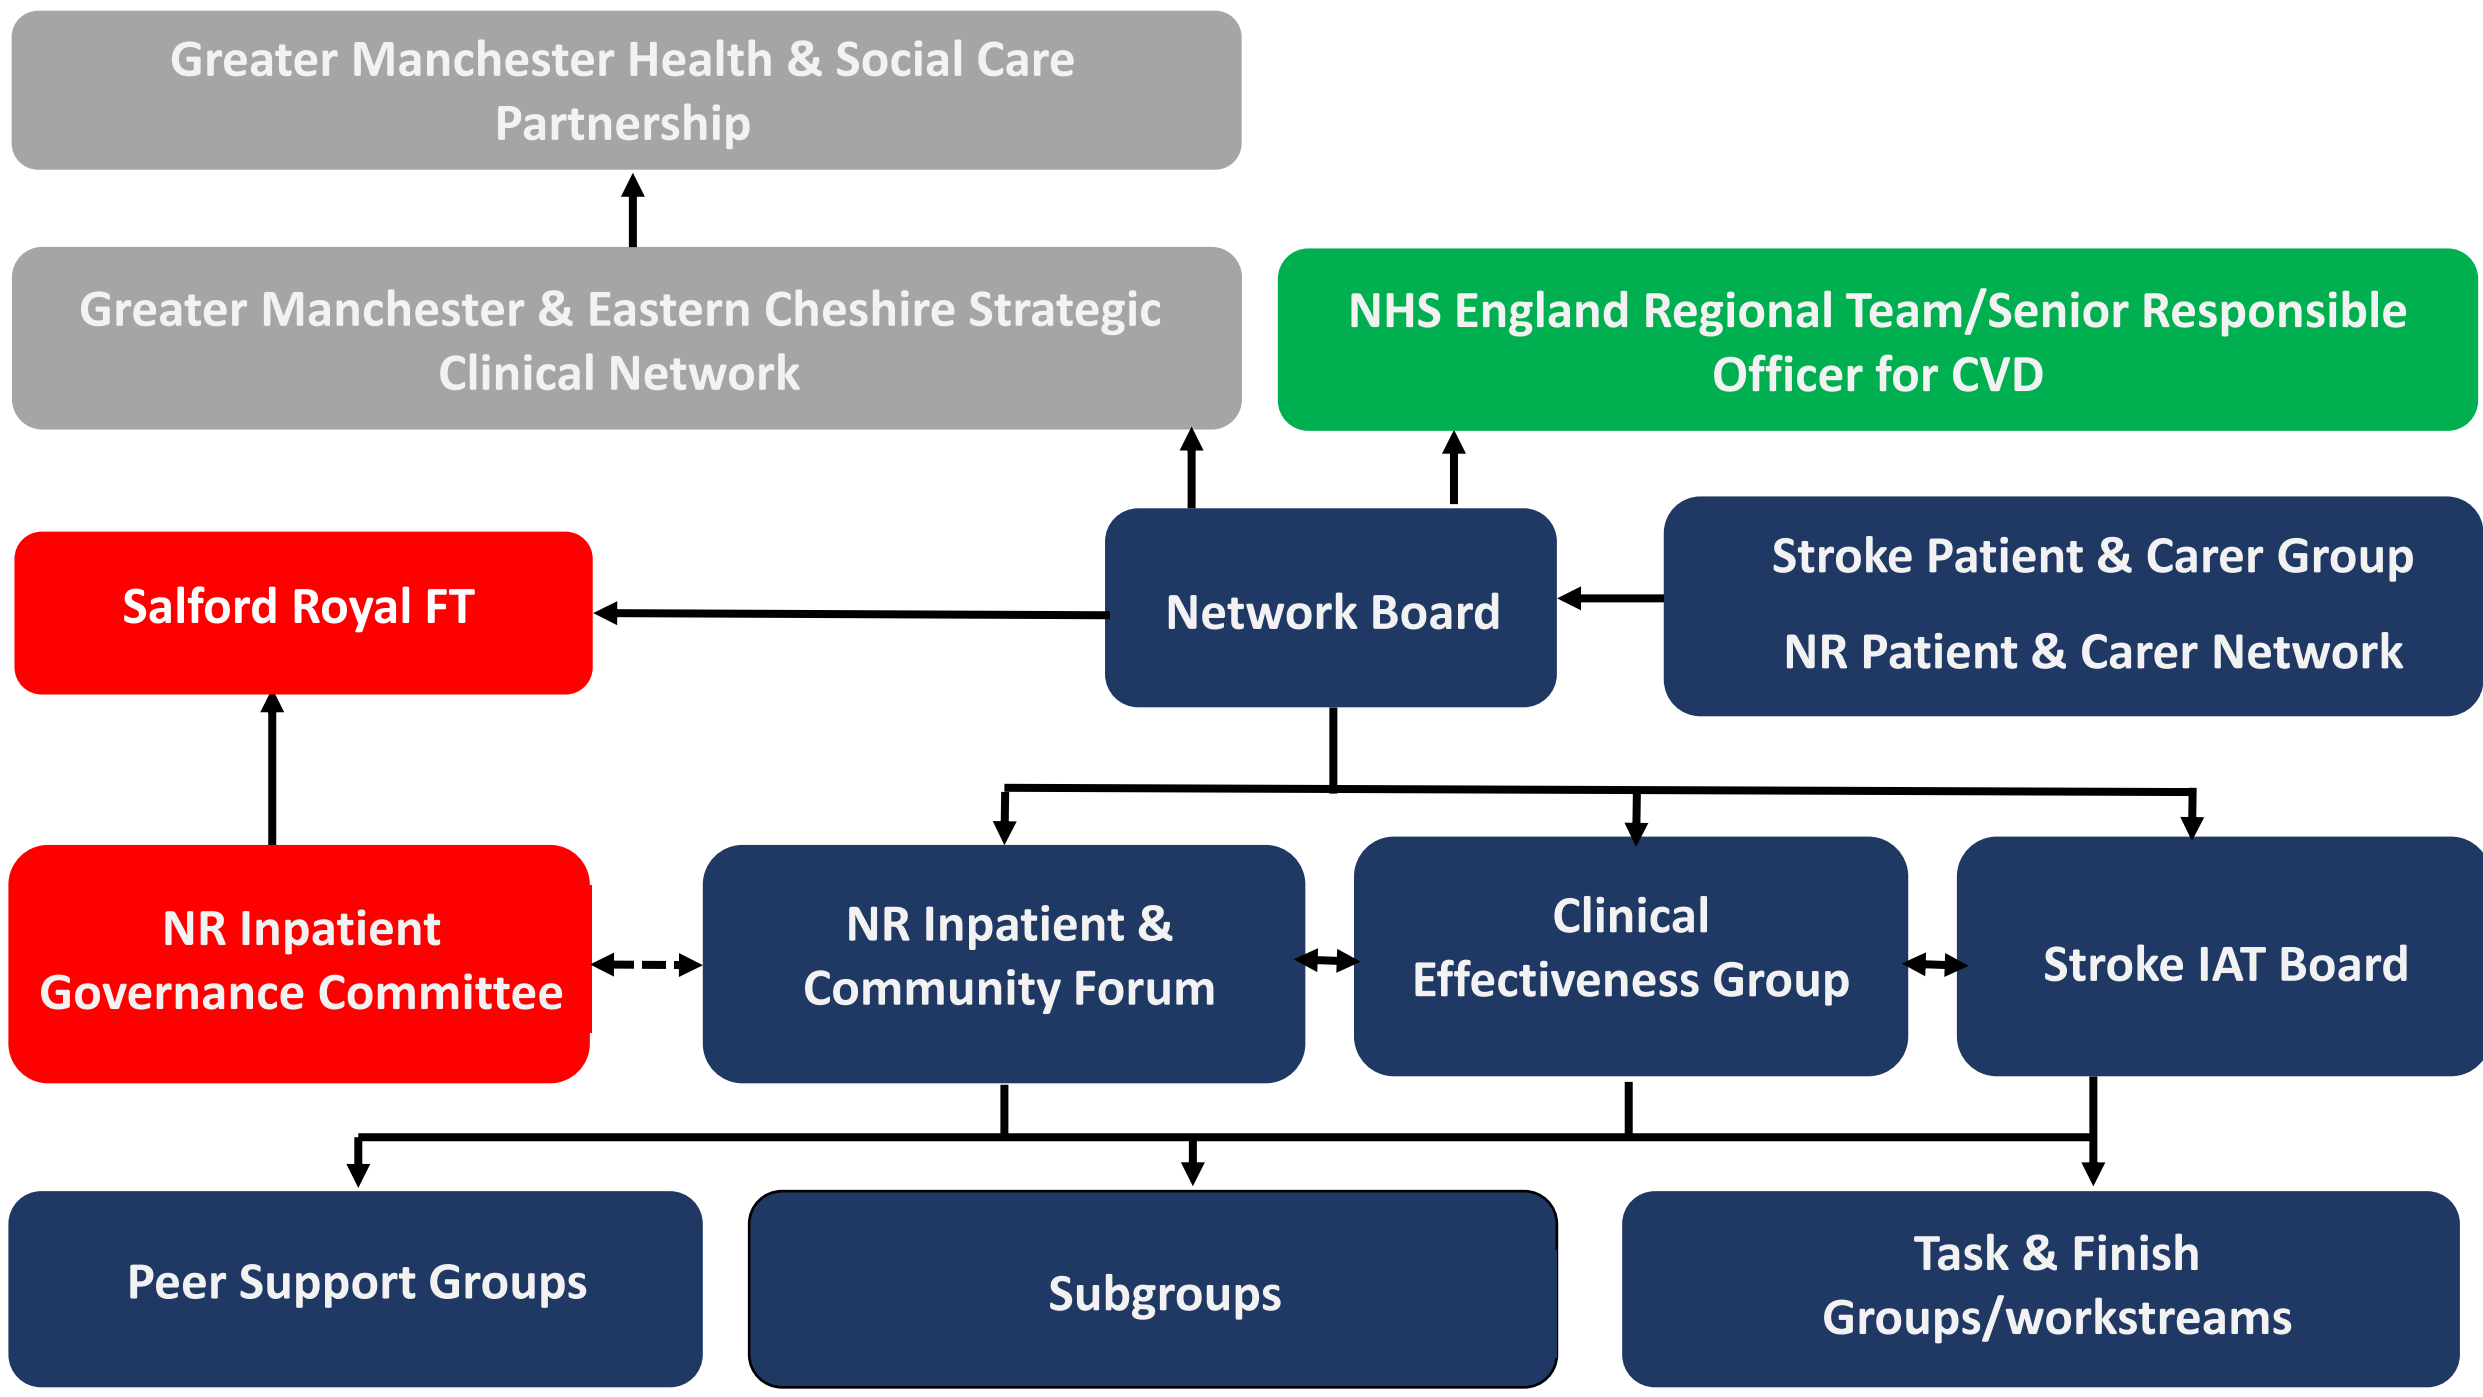 Greater Manchester Health & Social Care
Partnership
Greater Manchester & Eastern Cheshire Strategic
Clinical Network
NHS England Regional Team/Senior Responsible
Officer for CVD
Salford Royal FT
Network Board
Stroke Patient & Carer Group
NR Patient & Carer Network
NR Inpatient
Governance Committee
NR Inpatient &
Community Forum
Clinical
Effectiveness Group
Stroke IAT Board
Peer Support Groups
Subgroups
Task & Finish
Groups/workstreams